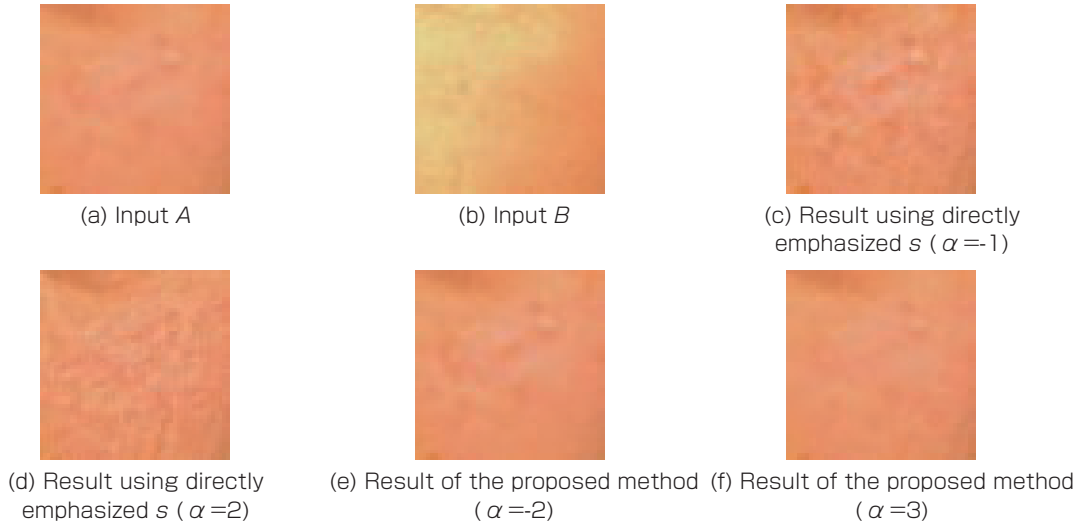 (a) Input A
(b) Input B
(c) Result using directly
emphasized s ( α =-1)
(d) Result using directly
emphasized s ( α =2)
(e) Result of the proposed method
( α =-2)
(f) Result of the proposed method
( α =3)